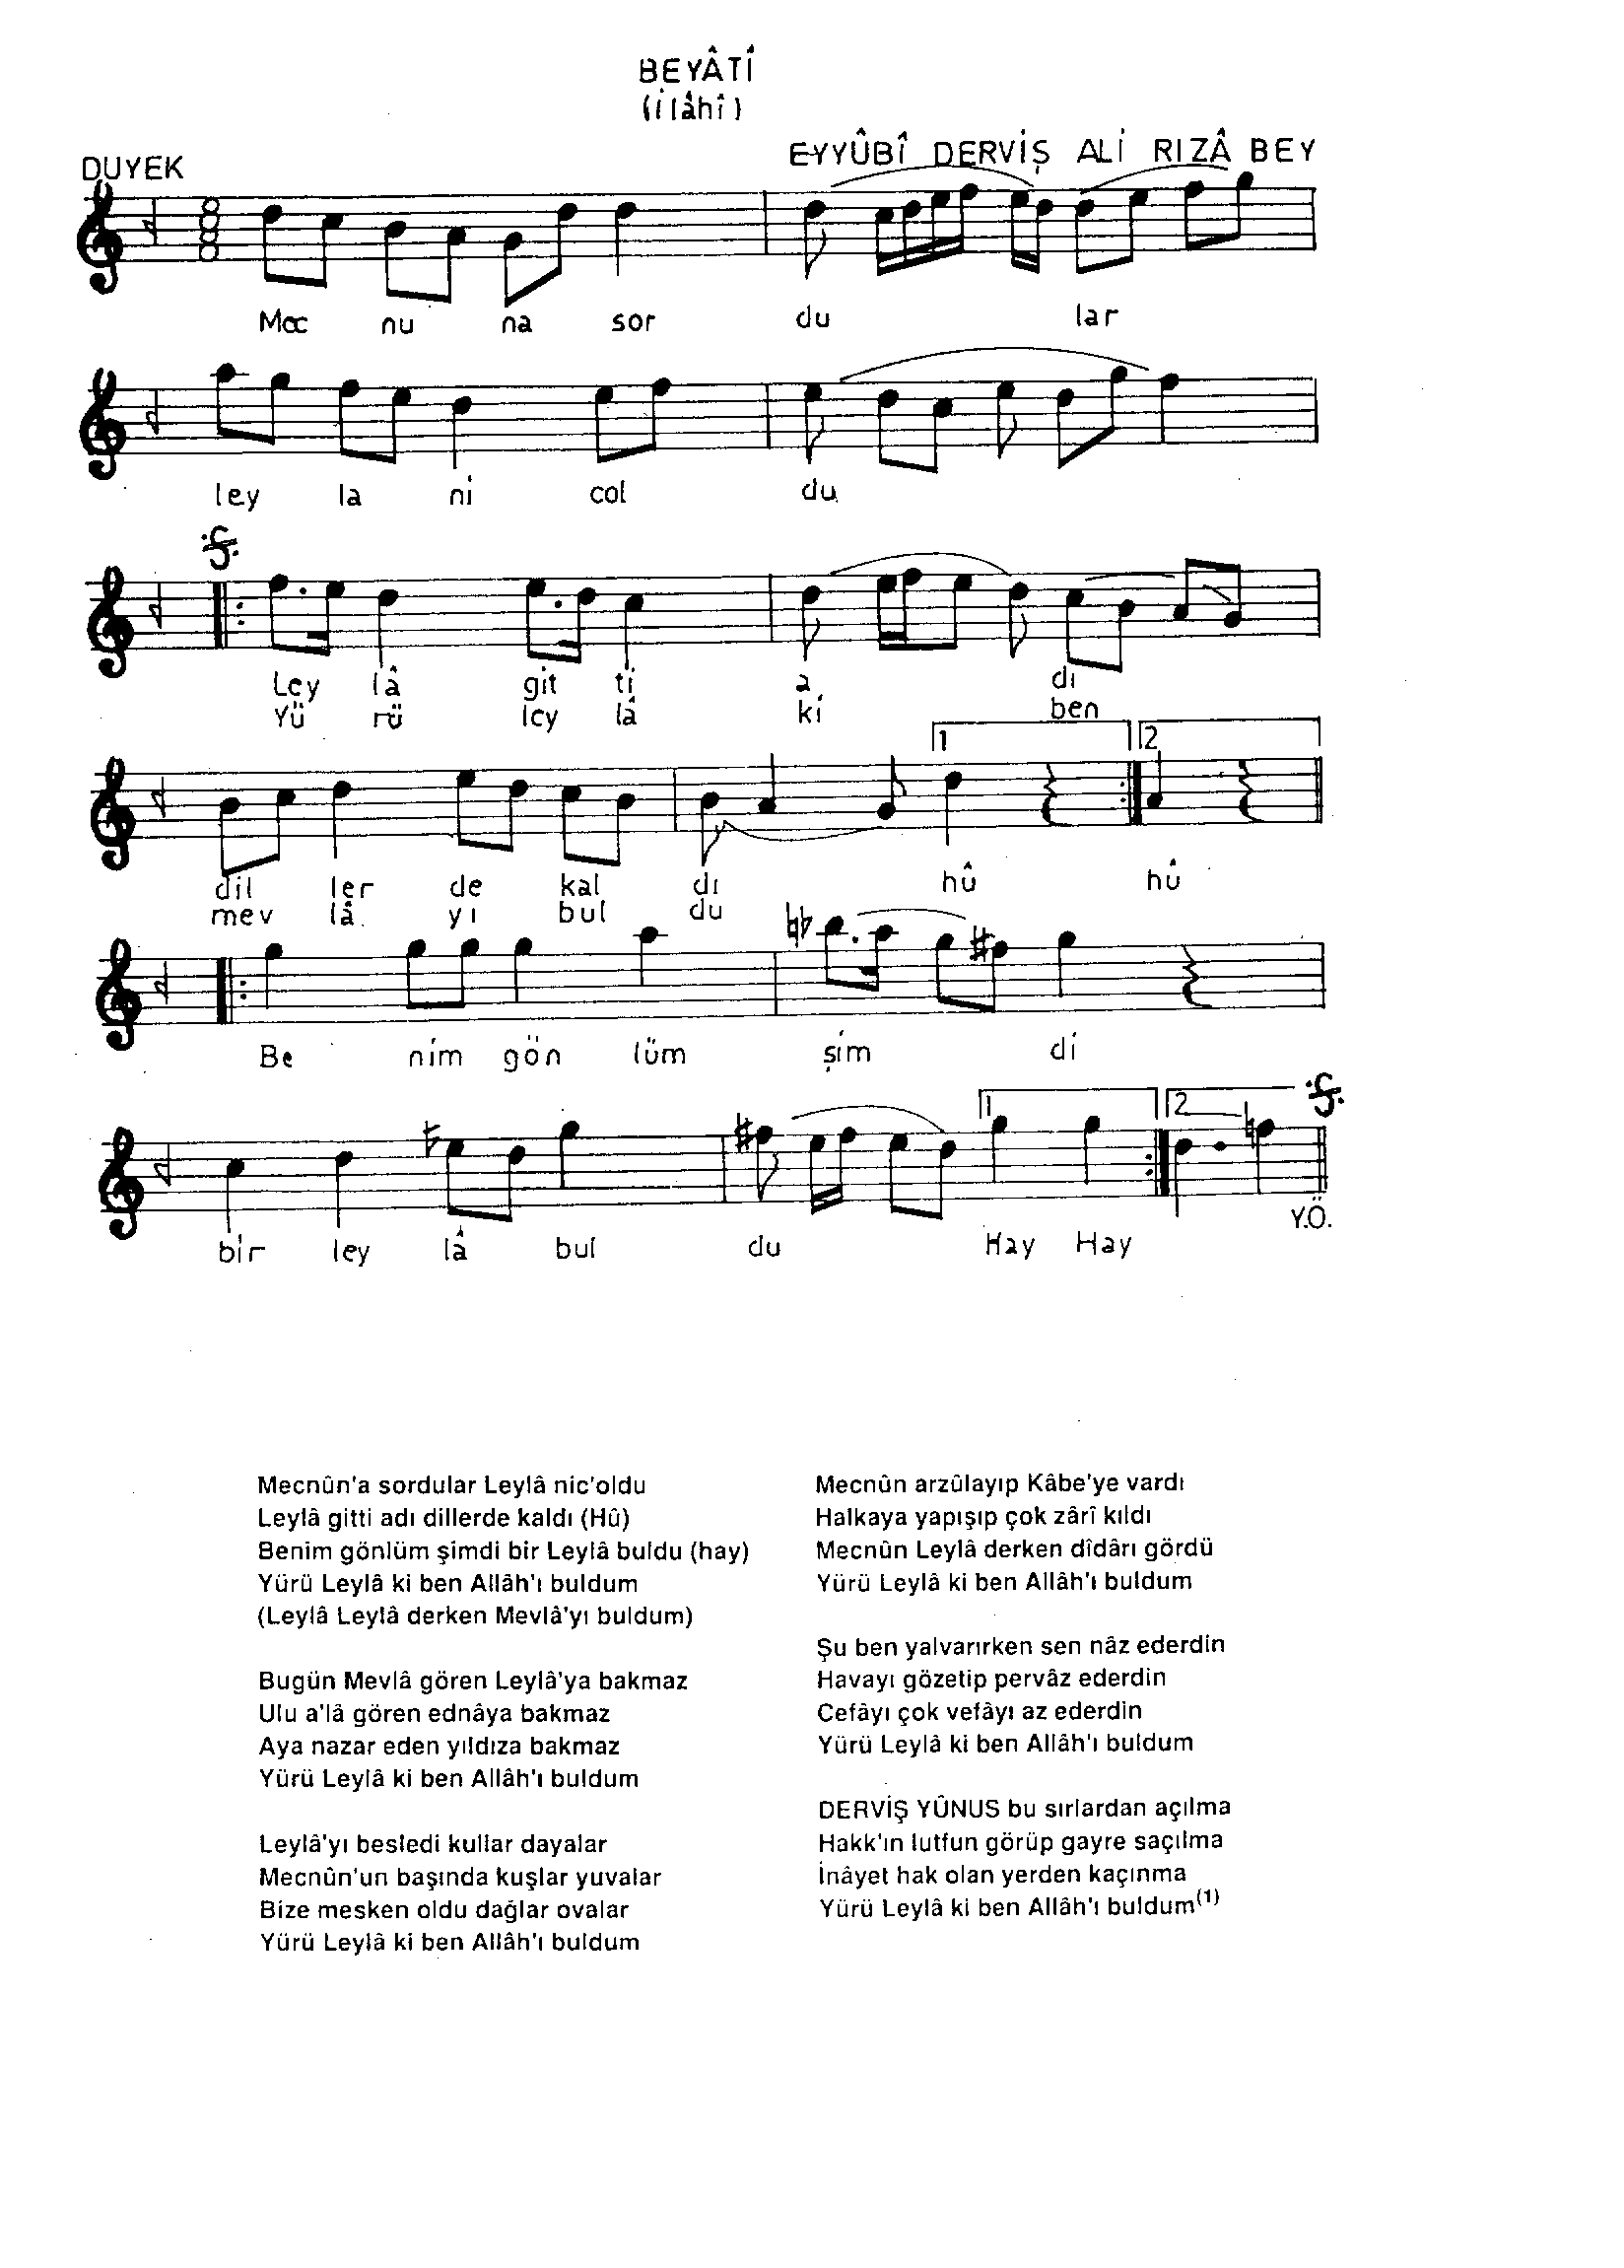 BEYÂTİ
(İlâhî)
EYYÛBÎ DERVİŞ ALİ RIZÂ BEY
DUYEK
8
8
Mec nu na sor du lar
ley la ni col du
Ley lâ git ti a dı
Yü rü ley lâ ki ben
1 2
dil ler de kal dı hû hû
mev lâ yı bul du
Be nim gön lüm şim di
1 2
Y.Ö.
bir ley lâ bul du Hay Hay
Mecnûn'a sordular Leylâ nic'oldu
Leylâ gitti adı dillerde kaldı (Hû)
Benim gönlüm şimdi bir Leylâ buldu (hay)
Yürü Leylâ ki ben Allâh'ı buldum
(Leylâ Leylâ derken Mevlâ'yı buldum)
Bugün Mevlâ gören Leylâ'ya bakmaz
Ulu a'lâ gören ednâya bakmaz
Aya nazar eden yıldıza bakmaz
Yürü Leylâ ki ben Allâh'ı buldum
Leylâ'yı besledi kullar dayalar
Mecnûn'un başında kuşlar yuvalar
Bize mesken oldu dağlar ovalar
Yürü Leylâ ki ben Allâh'ı buldum
Mecnûn arzûlayıp Kâbe'ye vardı
Halkaya yapışıp çok zârî kıldı
Mecnûn Leylâ derken dîdârı gördü
Yürü Leylâ ki ben Allâh'ı buldum
Şu ben yalvarırken sen nâz ederdin
Havayı gözetip pervâz ederdin
Cefâyı çok vefâyı az ederdin
Yürü Leylâ ki ben Allâh'ı buldum
DERVİŞ YÛNUS bu sırlardan açılma
Hakk'ın lutfun görüp gayre saçılma
İnâyet hak olan yerden kaçınma
Yürü Leylâ ki ben Allâh'ı buldum(1)